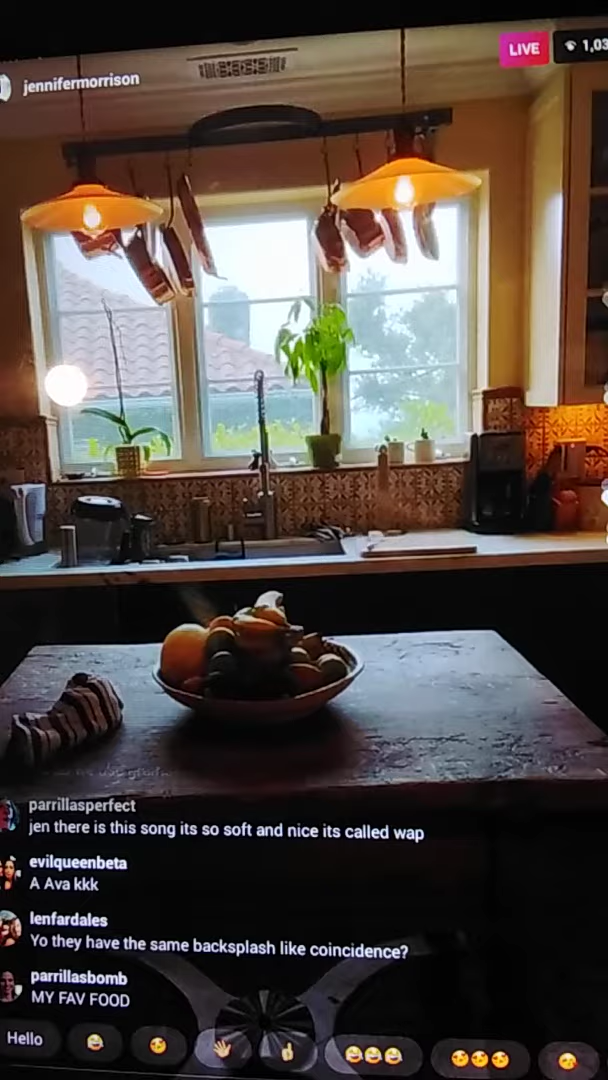 jennifermorrison
LIVE
1,03
parrillasperfect
jen there is this song its so soft and nice its called wap
evilqueenbeta
A Ava kkk
lenfardales
Yo they have the same backsplash like coincidence?
parrillasbomb
MY FAV FOOD
Hello